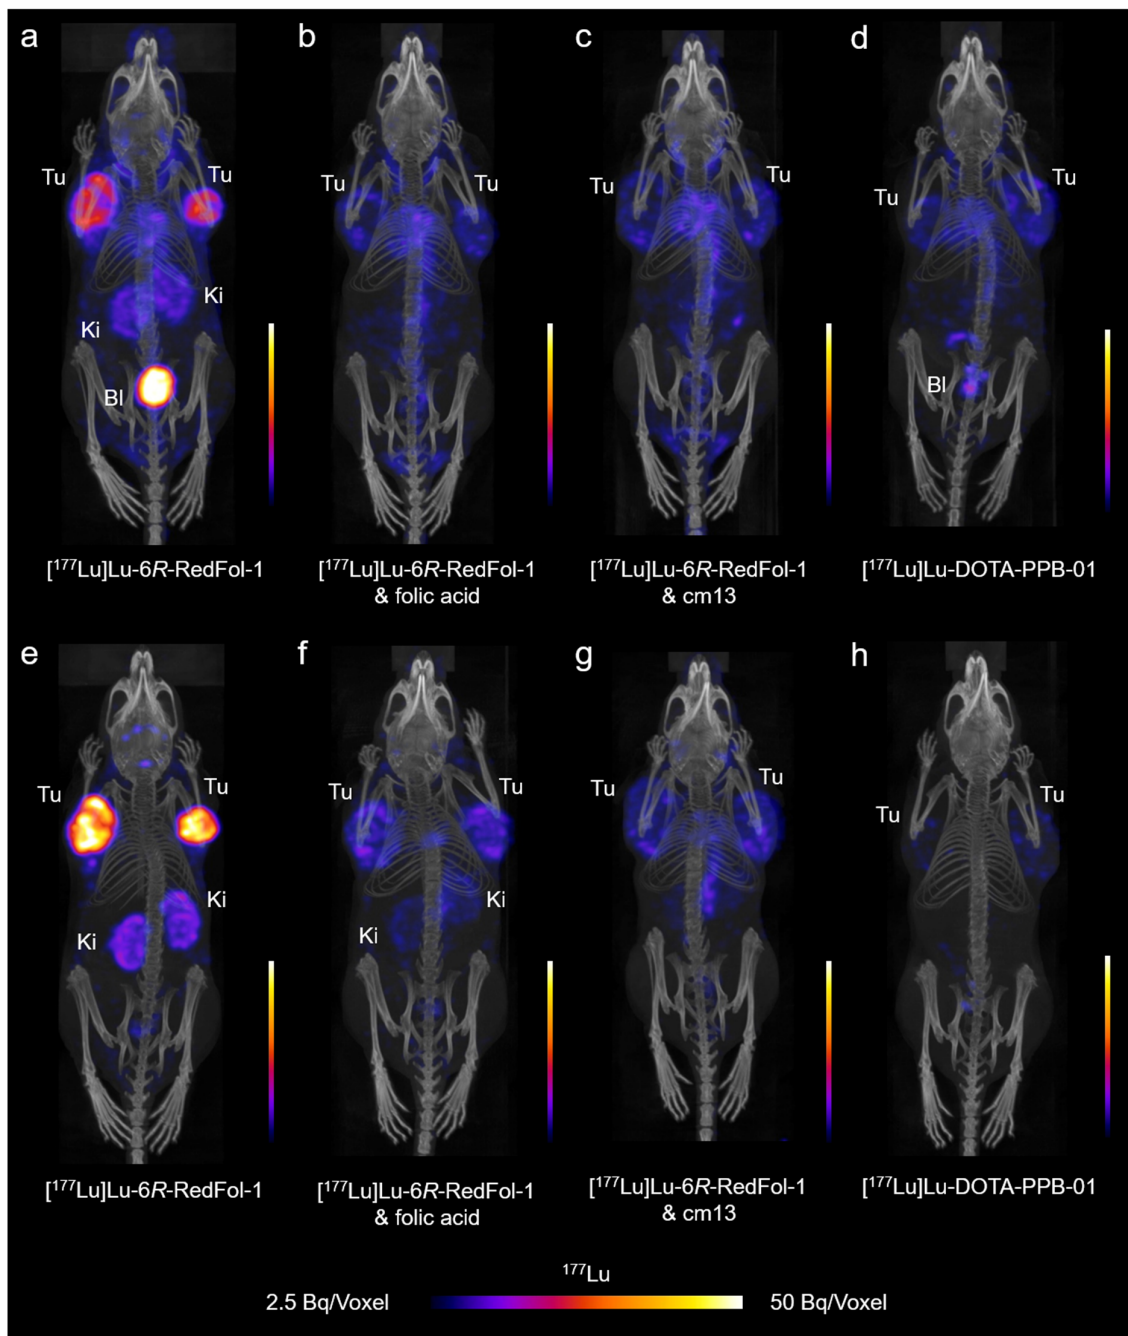 a
b
c
d
Tu
Tu
Tu
Tu
Tu
Tu
Tu
Tu
Ki
Ki
Bl
Bl
[¹⁷⁷Lu]Lu-6R-RedFol-1
[¹⁷⁷Lu]Lu-6R-RedFol-1
& folic acid
[¹⁷⁷Lu]Lu-6R-RedFol-1
& cm13
[¹⁷⁷Lu]Lu-DOTA-PPB-01
e
f
g
h
Tu
Tu
Tu
Tu
Tu
Tu
Tu
Tu
Ki
Ki
Ki
Ki
[¹⁷⁷Lu]Lu-6R-RedFol-1
[¹⁷⁷Lu]Lu-6R-RedFol-1
& folic acid
[¹⁷⁷Lu]Lu-6R-RedFol-1
& cm13
[¹⁷⁷Lu]Lu-DOTA-PPB-01
¹⁷⁷Lu
2.5 Bq/Voxel
50 Bq/Voxel